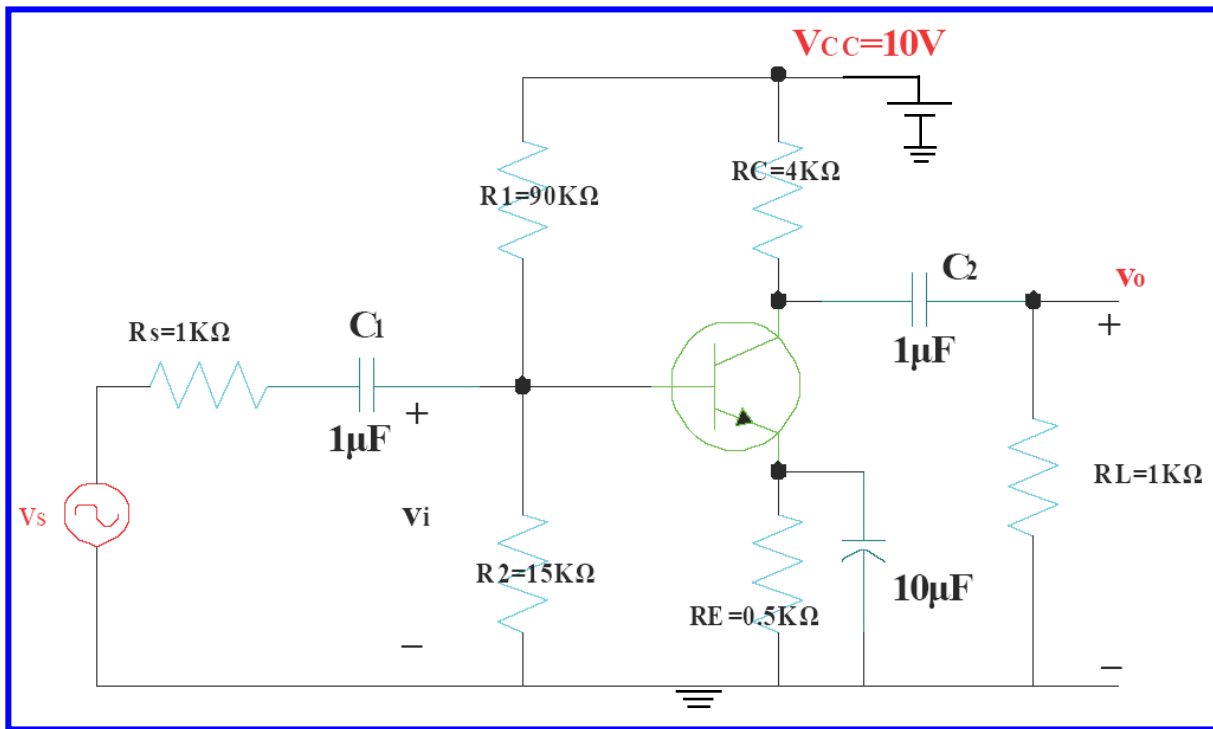 VCC=10V
RC=4KΩ
R1=90KΩ
C2
vo
Rs=1KΩ
C1
+
1μF
+
1μF
RL=1KΩ
vs
vi
R2=15KΩ
10μF
RE=0.5KΩ
−
−